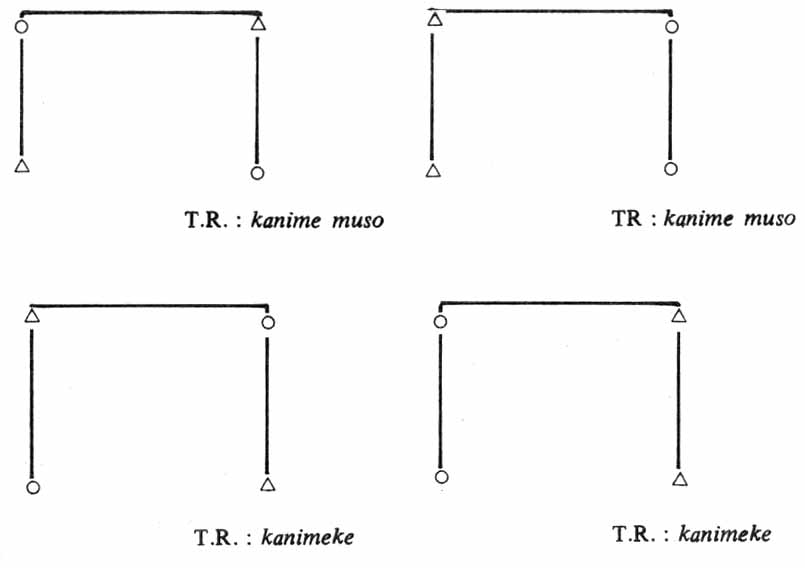 T.R. : kanime muso
TR : kanime muso
T.R. : kanimeke
T.R. : kanimeke